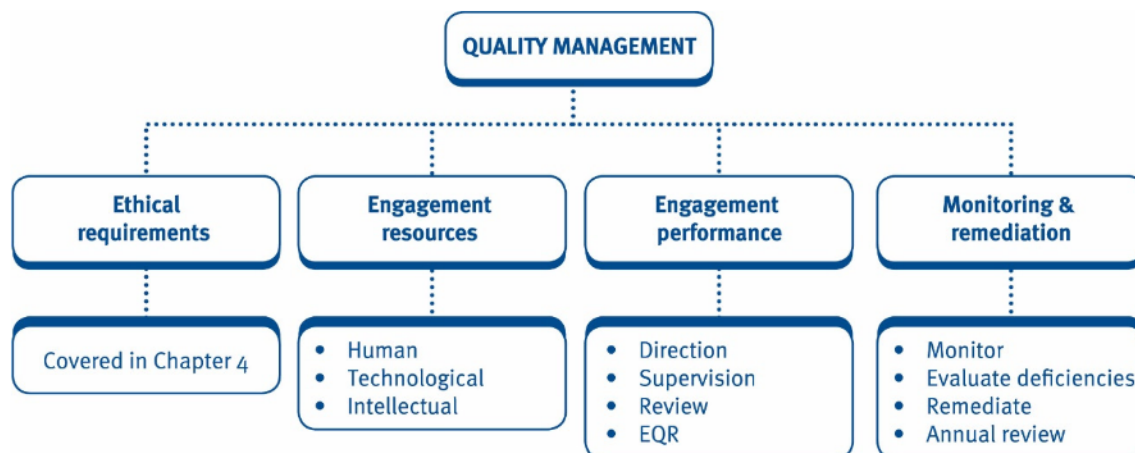 QUALITY MANAGEMENT
Ethical
requirements
Engagement
resources
Engagement
performance
Monitoring &
remediation
Covered in Chapter 4
• Human
• Technological
• Intellectual
• Direction
• Supervision
• Review
• EQR
• Monitor
• Evaluate deficiencies
• Remediate
• Annual review